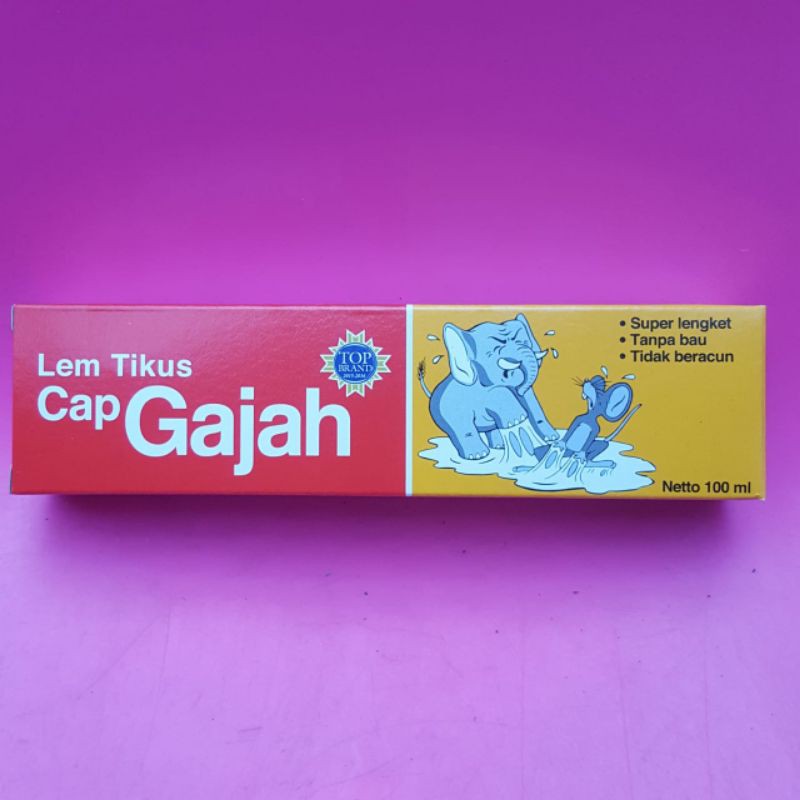 Lem Tikus
Cap Gajah
TOP
BRAND
• Super lengket
• Tanpa bau
• Tidak beracun
Netto 100 ml